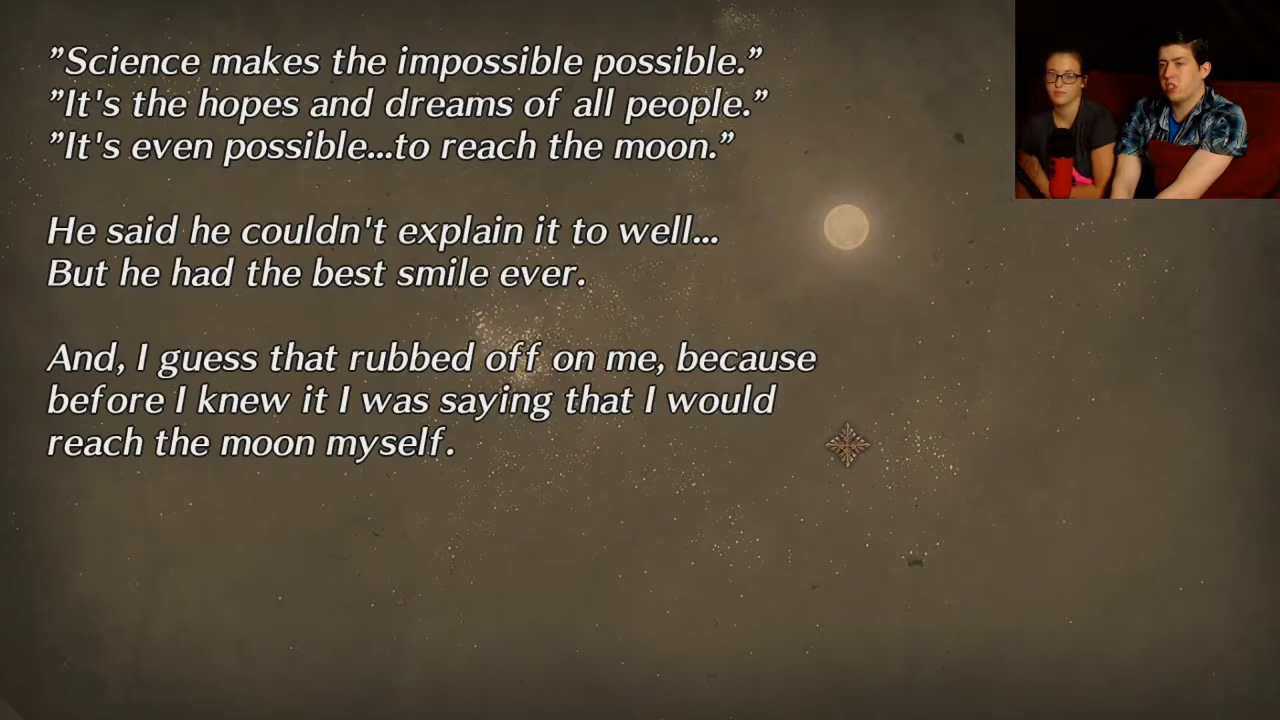 ”Science makes the impossible possible.”
”It's the hopes and dreams of all people.”
”It's even possible...to reach the moon.”
He said he couldn't explain it to well...
But he had the best smile ever.
And, I guess that rubbed off on me, because
before I knew it I was saying that I would
reach the moon myself.